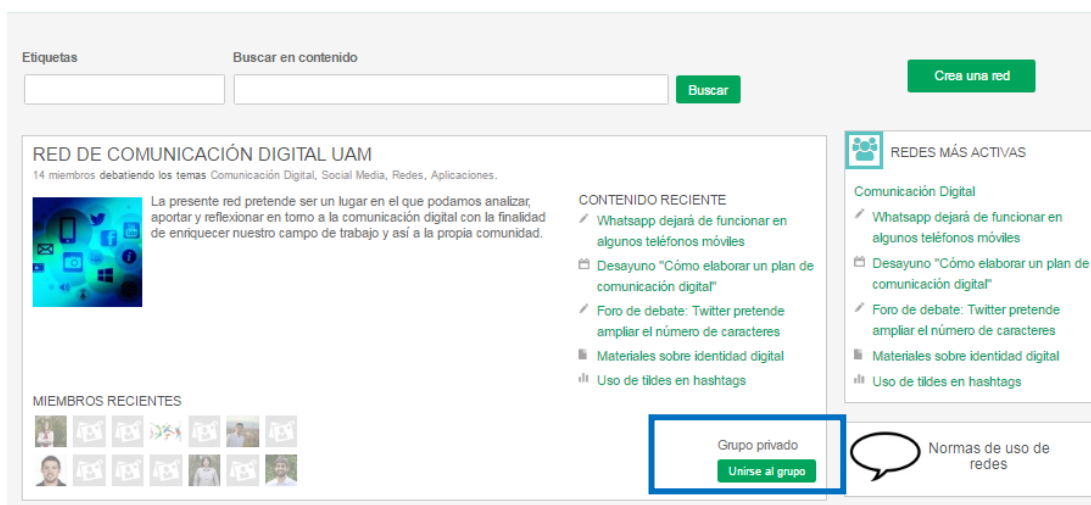 Etiquetas
Buscar en contenido
Buscar
Crea una red
RED DE COMUNICACIÓN DIGITAL UAM
14 miembros debatiendo los temas Comunicación Digital, Social Media, Redes, Aplicaciones.
La presente red pretende ser un lugar en el que podamos analizar,
aportar y reflexionar en torno a la comunicación digital con la finalidad
de enriquecer nuestro campo de trabajo y así a la propia comunidad.
CONTENIDO RECIENTE
Whatsapp dejará de funcionar en
algunos teléfonos móviles
Desayuno "Cómo elaborar un plan de
comunicación digital"
Foro de debate: Twitter pretende
ampliar el número de caracteres
Materiales sobre identidad digital
Uso de tildes en hashtags
MIEMBROS RECIENTES
Grupo privado
Unirse al grupo
REDES MÁS ACTIVAS
Comunicación Digital
Whatsapp dejará de funcionar en
algunos teléfonos móviles
Desayuno "Cómo elaborar un plan de
comunicación digital"
Foro de debate: Twitter pretende
ampliar el número de caracteres
Materiales sobre identidad digital
Uso de tildes en hashtags
Normas de uso de
redes